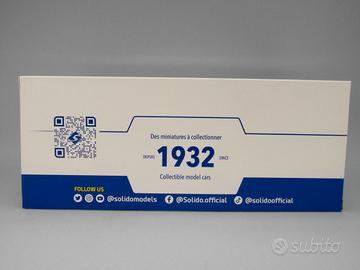 Des miniatures à collectionner
DEPUIS 1932 SINCE
Collectible model cars
FOLLOW US
@solidomodels @Solido.official @solidoofficial
subito